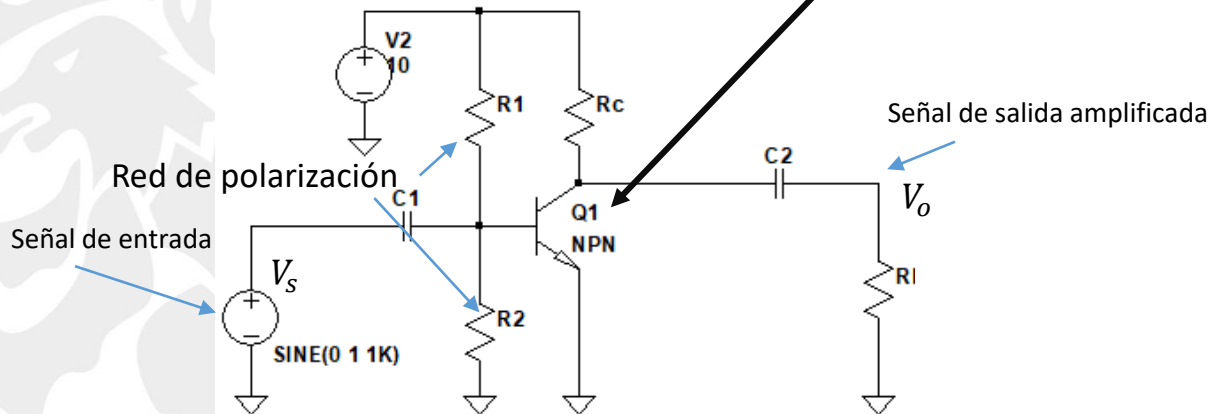 V2
10
R1
Rc
Señal de salida amplificada
Red de polarización
C1
C2
Q1
NPN
Vₒ
Señal de entrada
Vₛ
R2
SINE(0 1 1K)